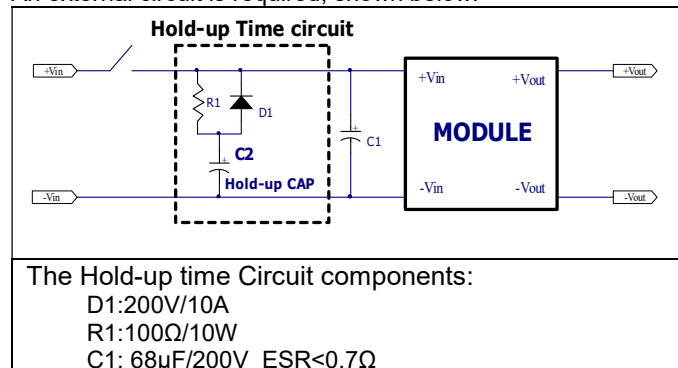 Hold-up Time circuit
+Vin
R1
D1
C2
+
Hold-up CAP
+
C1
-Vin
+Vin
+Vout
MODULE
-Vin
-Vout
+Vout
-Vout
The Hold-up time Circuit components:
D1:200V/10A
R1:100Ω/10W
C1: 68µF/200V ESR<0.7Ω